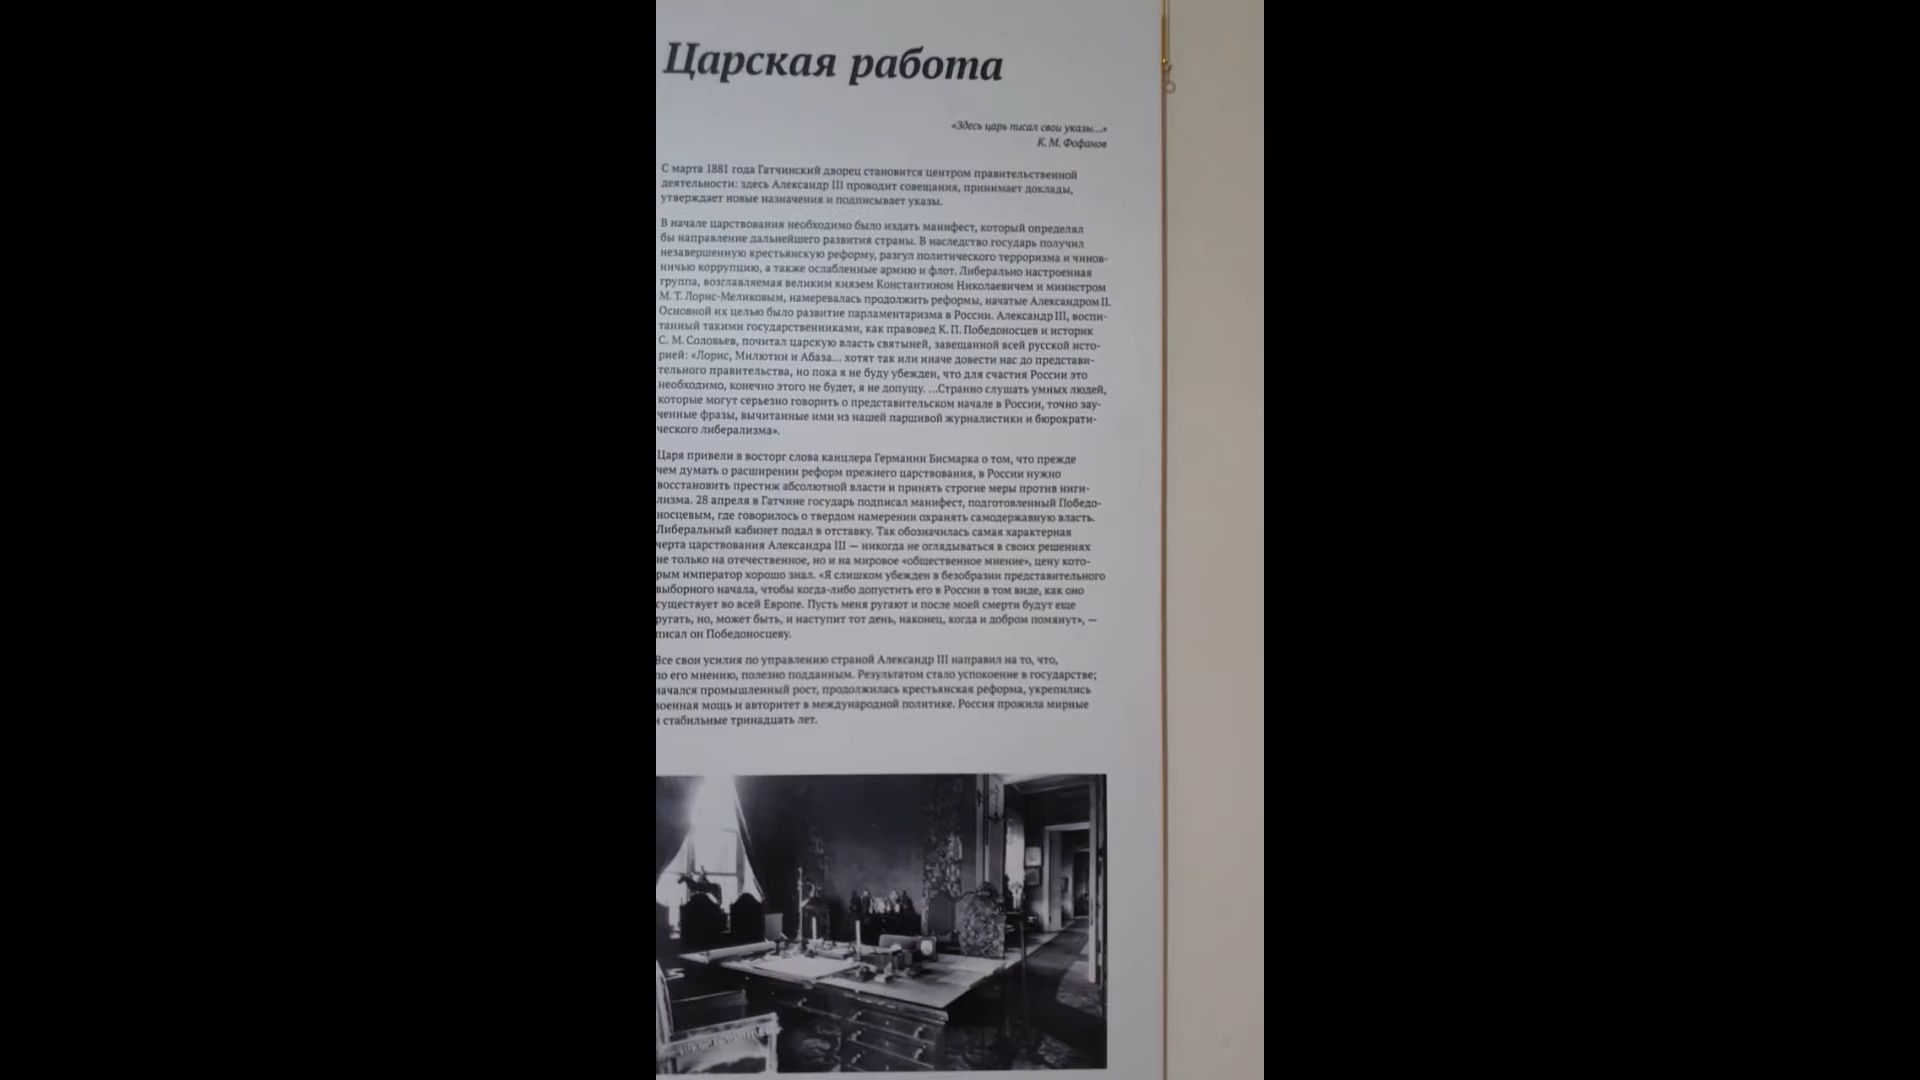 Царская работа
«Здесь царь писал свои указы...»
К. М. Фофанов
С марта 1881 года Гатчинский дворец становится центром правительственной
деятельности: здесь Александр III проводит совещания, принимает доклады,
утверждает новые назначения и подписывает указы.
В начале царствования необходимо было издать манифест, который определял
бы направление дальнейшего развития страны. В наследство государь получил
незавершенную крестьянскую реформу, разгул политического терроризма и чинов-
ничью коррупцию, а также ослабленные армию и флот. Либерально настроенная
группа, возглавляемая великим князем Константином Николаевичем и министром
М. Т. Лорис-Меликовым, намеревалась продолжить реформы, начатые Александром II.
Основной их целью было развитие парламентаризма в России. Александр III, воспи-
танный такими государственниками, как правовед К. П. Победоносцев и историк
С. М. Соловьев, почитал царскую власть святыней, завещанной всей русской исто-
рией: «Лорис, Милютин и Абаза... хотят так или иначе довести нас до представи-
тельного правительства, но пока я не буду убежден, что для счастия России это
необходимо, конечно этого не будет, я не допущу. ...Странно слушать умных людей,
которые могут серьезно говорить о представительском начале в России, точно зау-
ченные фразы, вычитанные ими из нашей паршивой журналистики и бюрократи-
ческого либерализма».
Царя привели в восторг слова канцлера Германии Бисмарка о том, что прежде
чем думать о расширении реформ прежнего царствования, в России нужно
восстановить престиж абсолютной власти и принять строгие меры против ниги-
лизма. 28 апреля в Гатчине государь подписал манифест, подготовленный Победо-
носцевым, где говорилось о твердом намерении охранять самодержавную власть.
Либеральный кабинет подал в отставку. Так обозначилась самая характерная
черта царствования Александра III — никогда не оглядываться в своих решениях
не только на отечественное, но и на мировое «общественное мнение», цену кото-
рым император хорошо знал. «Я слишком убежден в безобразии представительного
выборного начала, чтобы когда-либо допустить его в России в том виде, как оно
существует во всей Европе. Пусть меня ругают и после моей смерти будут еще
ругать, но, может быть, и наступит тот день, наконец, когда и добром помянут», —
писал он Победоносцеву.
Все свои усилия по управлению страной Александр III направил на то, что,
по его мнению, полезно подданным. Результатом стало успокоение в государстве;
начался промышленный рост, продолжилась крестьянская реформа, укрепились
военная мощь и авторитет в международной политике. Россия прожила мирные
и стабильные тринадцать лет.